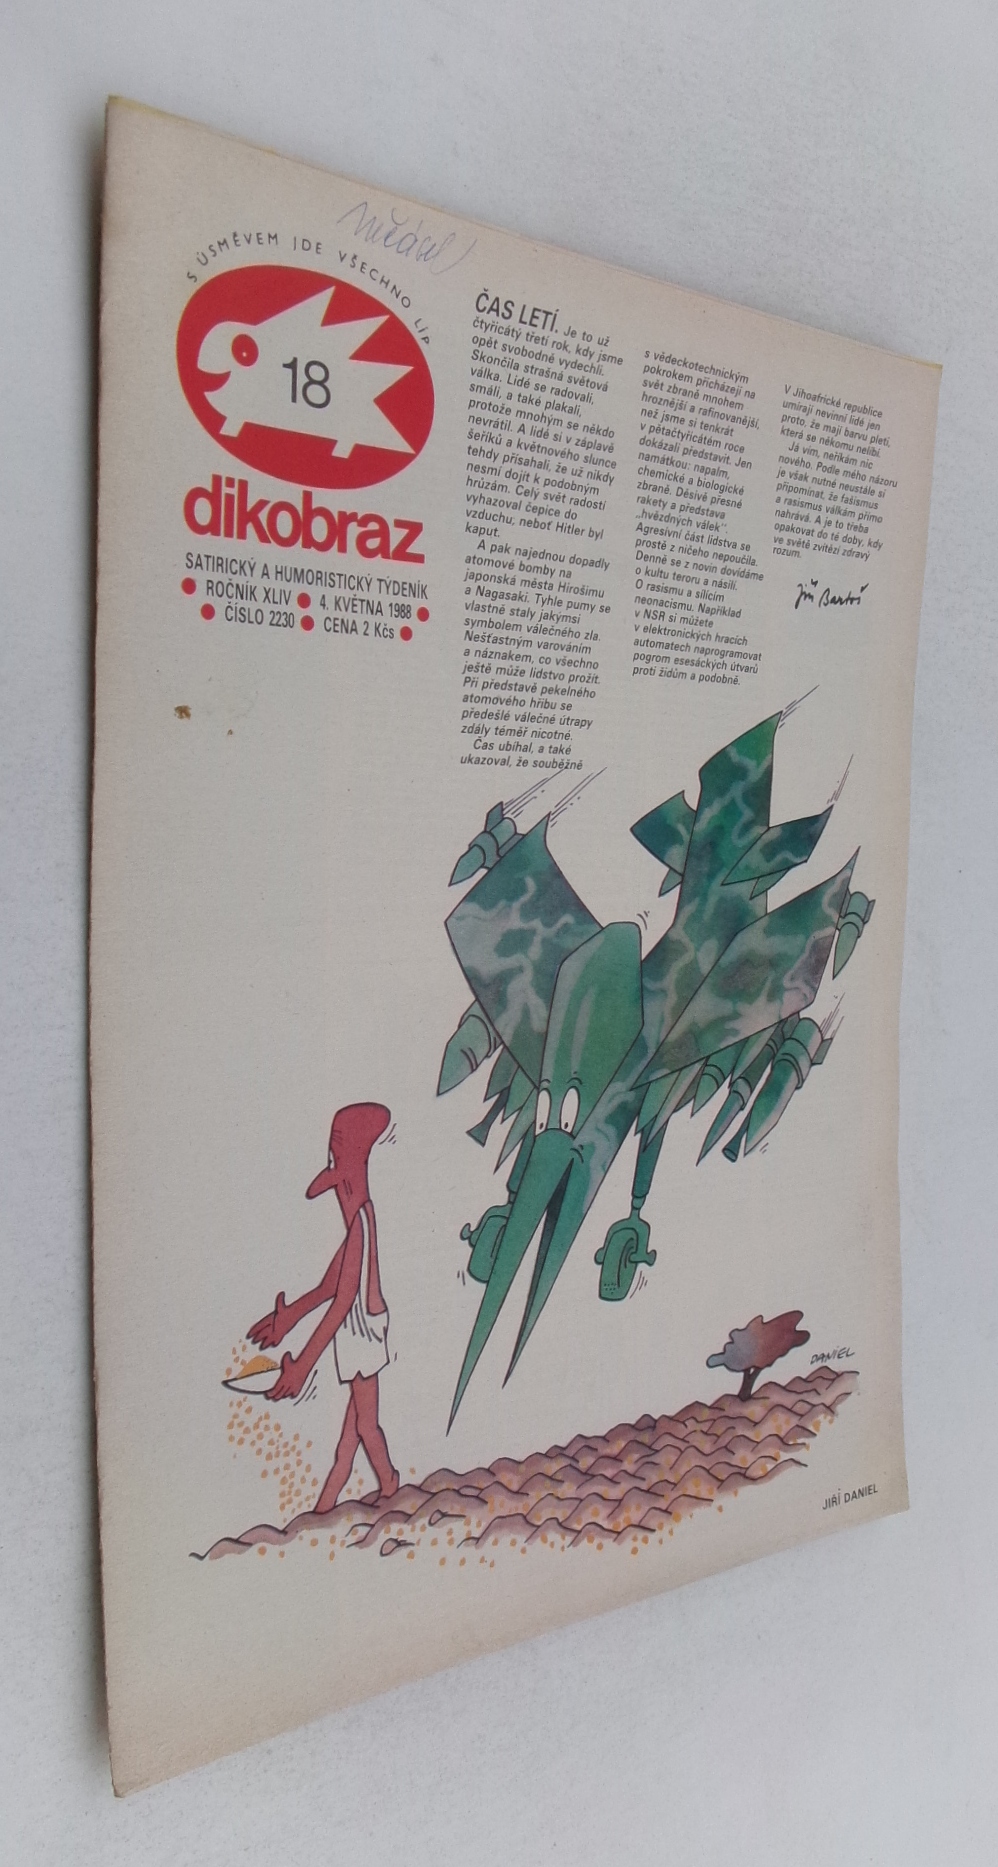 S ÚSMĚVEM JDE VŠECHNO LÍP
18
dikobraz
SATIRICKÝ A HUMORISTICKÝ TÝDENÍK
● ROČNÍK XLIV ● 4. KVĚTNA 1988 ●
● ČÍSLO 2230 ● CENA 2 Kčs ●
ČAS LETÍ. Je to už
čtyřicátý třetí rok, kdy jsme
opět svobodně vydechli.
Skončila strašná světová
válka. Lidé se radovali,
smáli, a také plakali,
protože mnohým se někdo
nevrátil. A lidé si v záplavě
šeříků a květnového slunce
tehdy přísahali, že už nikdy
nesmí dojít k podobným
hrůzám. Celý svět radostí
vyhazoval čepice do
vzduchu, neboť Hitler byl
kaput.
A pak najednou dopadly
atomové bomby na
japonská města Hirošimu
a Nagasaki. Tyhle pumy se
vlastně staly jakýmsi
symbolem válečného zla.
Nešťastným varováním
a náznakem, co všechno
ještě může lidstvo prožít.
Při představě pekelného
atomového hřibu se
předešlé válečné útrapy
zdály téměř nicotné.
Čas ubíhal, a také
ukazoval, že souběžně
s vědeckotechnickým
pokrokem přicházejí na
svět zbraně mnohem
hroznější a rafinovanější,
než jsme si tenkrát
v pětačtyřicátém roce
dokázali představit. Jen
namátkou: napalm,
chemické a biologické
zbraně. Děsivě přesné
rakety a představa
„hvězdných válek“.
Agresívní část lidstva se
prostě z ničeho nepoučila.
Denně se z novin dovídáme
o kultu teroru a násilí.
O rasismu a sílícím
neonacismu. Například
v NSR si můžete
v elektronických hracích
automatech naprogramovat
pogrom esesáckých útvarů
proti židům a podobně.
V Jihoafrické republice
umírají nevinní lidé jen
proto, že mají barvu pleti,
která se někomu nelíbí.
Já vím, neříkám nic
nového. Podle mého názoru
je však nutné neustále si
připomínat, že fašismus
a rasismus válkám přímo
nahrává. A je to třeba
opakovat do té doby, kdy
ve světě zvítězí zdravý
rozum.
Jiří Bartoš
DANIEL
JIŘÍ DANIEL